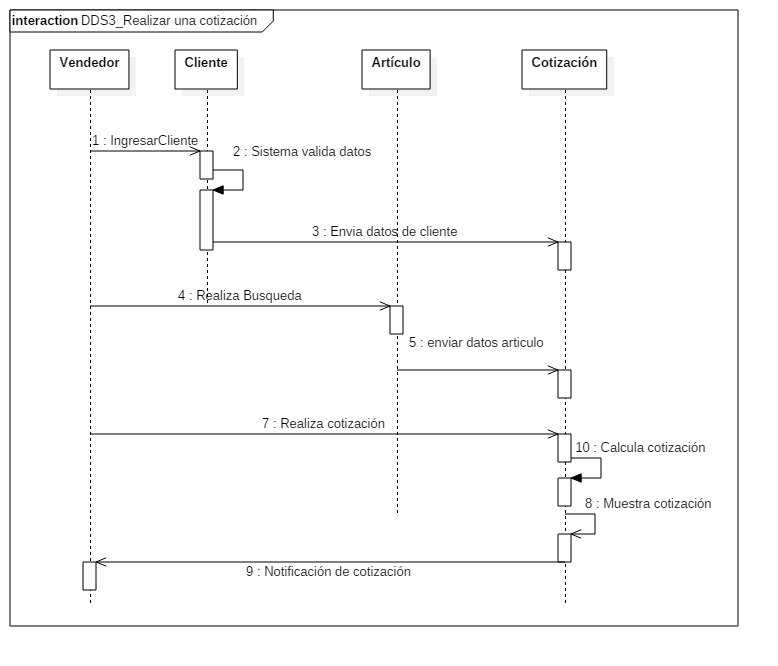 interaction DDS3_Realizar una cotización
Vendedor
Cliente
Artículo
Cotización
1 : IngresarCliente
2 : Sistema valida datos
3 : Envia datos de cliente
4 : Realiza Busqueda
5 : enviar datos articulo
7 : Realiza cotización
10 : Calcula cotización
8 : Muestra cotización
9 : Notificación de cotización